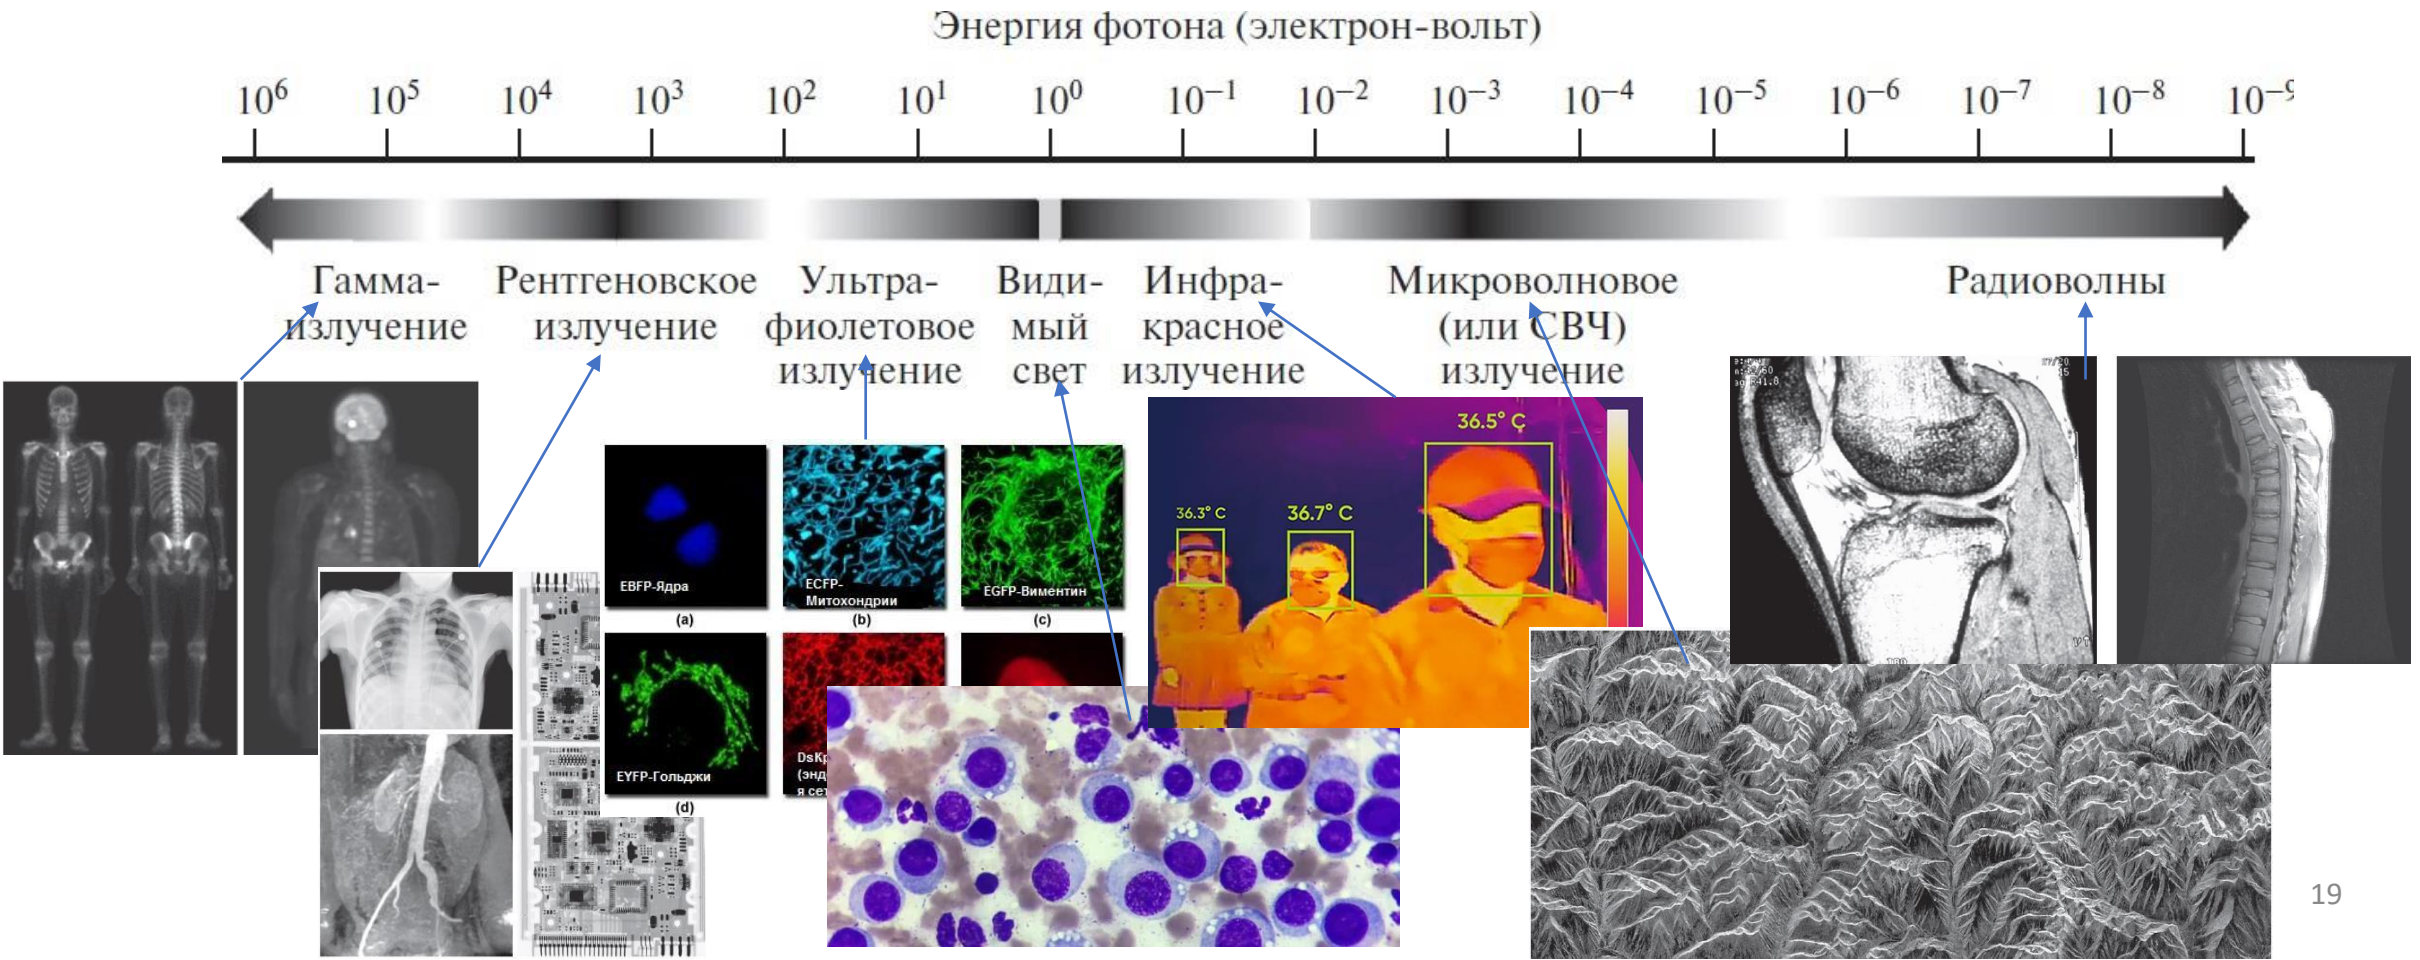 Энергия фотона (электрон-вольт)
10⁶ 10⁵ 10⁴ 10³ 10² 10¹ 10⁰ 10⁻¹ 10⁻² 10⁻³ 10⁻⁴ 10⁻⁵ 10⁻⁶ 10⁻⁷ 10⁻⁸ 10⁻⁹
Гамма-
излучение
Рентгеновское
излучение
Ультра-
фиолетовое
излучение
Види-
мый
свет
Инфра-
красное
излучение
Микроволновое
(или СВЧ)
излучение
Радиоволны
EBFP-Ядра
(a)
ECFP-
Митохондрии
(b)
EGFP-Виментин
(c)
EYFP-Гольджи
(d)
36.3° C
36.7° C
36.5° C
19